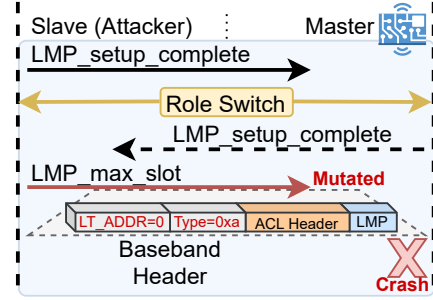 Slave (Attacker)
Master
LMP_setup_complete
Role Switch
LMP_setup_complete
LMP_max_slot
Mutated
LT_ADDR=0
Type=0xa
ACL Header
LMP
Baseband
Header
Crash